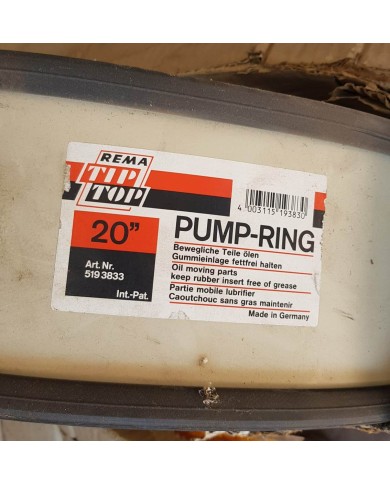 REMA
TIP
TOP
4 003115 193830
20"
PUMP-RING
Bewegliche Teile ölen
Gummieinlage fettfrei halten
Oil moving parts
keep rubber insert free of grease
Partie mobile lubrifier
Caoutchouc sans gras maintenir
Art. Nr.
519 3833
Int.-Pat.
Made in Germany